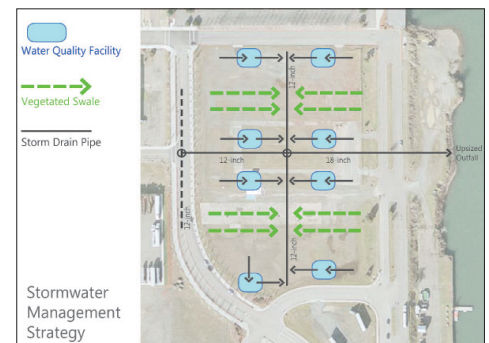 Water Quality Facility
Vegetated Swale
Storm Drain Pipe
12-inch
12-inch
18-inch
Upsized
Outfall
12-inch
12-inch
Stormwater
Management
Strategy